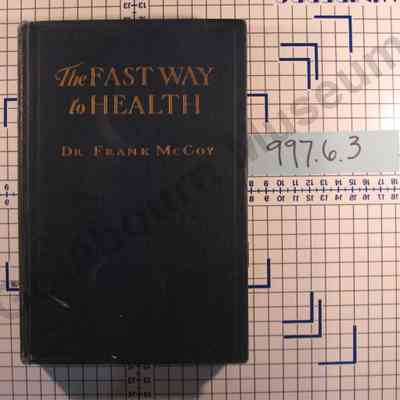 The FAST WAY
to HEALTH
DR. FRANK MCCOY
997.6.3